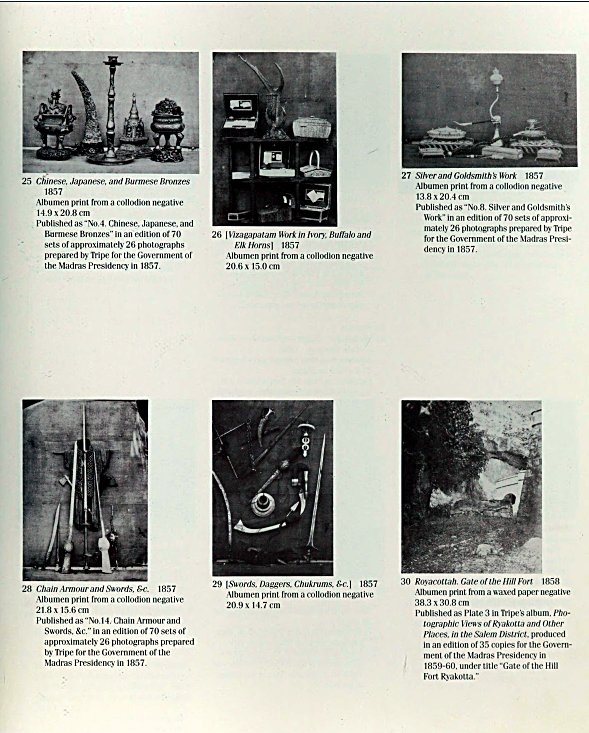 25 Chinese, Japanese, and Burmese Bronzes
1857
Albumen print from a collodion negative
14.9 x 20.8 cm
Published as "No.4. Chinese, Japanese, and
Burmese Bronzes" in an edition of 70
sets of approximately 26 photographs
prepared by Tripe for the Government of
the Madras Presidency in 1857.
26 [Vizagapatam Work in Ivory, Buffalo and
Elk Horns] 1857
Albumen print from a collodion negative
20.6 x 15.0 cm
27 Silver and Goldsmith's Work 1857
Albumen print from a collodion negative
13.8 x 20.4 cm
Published as "No.8. Silver and Goldsmith's
Work" in an edition of 70 sets of approxi-
mately 26 photographs prepared by Tripe
for the Government of the Madras Presi-
dency in 1857.
28 Chain Armour and Swords, &c. 1857
Albumen print from a collodion negative
21.8 x 15.6 cm
Published as "No.14. Chain Armour and
Swords, &c." in an edition of 70 sets of
approximately 26 photographs prepared
by Tripe for the Government of the
Madras Presidency in 1857.
29 [Swords, Daggers, Chukrums, &c.] 1857
Albumen print from a collodion negative
20.9 x 14.7 cm
30 Royacottah. Gate of the Hill Fort 1858
Albumen print from a waxed paper negative
38.3 x 30.8 cm
Published as Plate 3 in Tripe's album, Pho-
tographic Views of Ryakotta and Other
Places, in the Salem District, produced
in an edition of 35 copies for the Govern-
ment of the Madras Presidency in
1859-60, under title "Gate of the Hill
Fort Ryakotta."